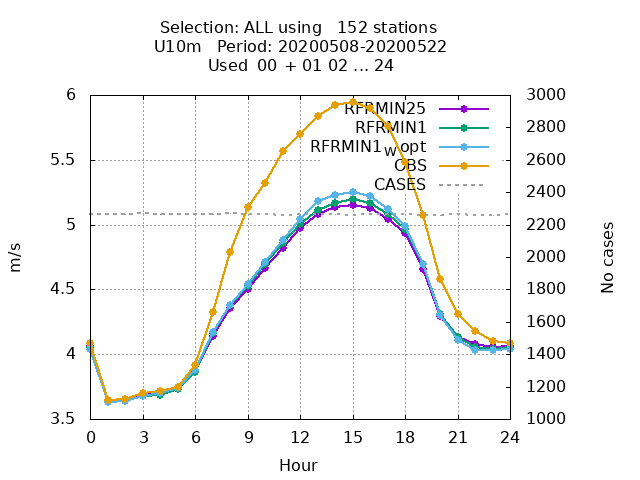 Selection: ALL using   152 stations
U10m   Period: 20200508-20200522
Used  00 + 01 02 ... 24
6
5.5
5
4.5
4
3.5
m/s
3000
2800
2600
2400
2200
2000
1800
1600
1400
1200
1000
No cases
RFRMIN25
RFRMIN1
RFRMIN1_Wopt
OBS
CASES
0 3 6 9 12 15 18 21 24
Hour